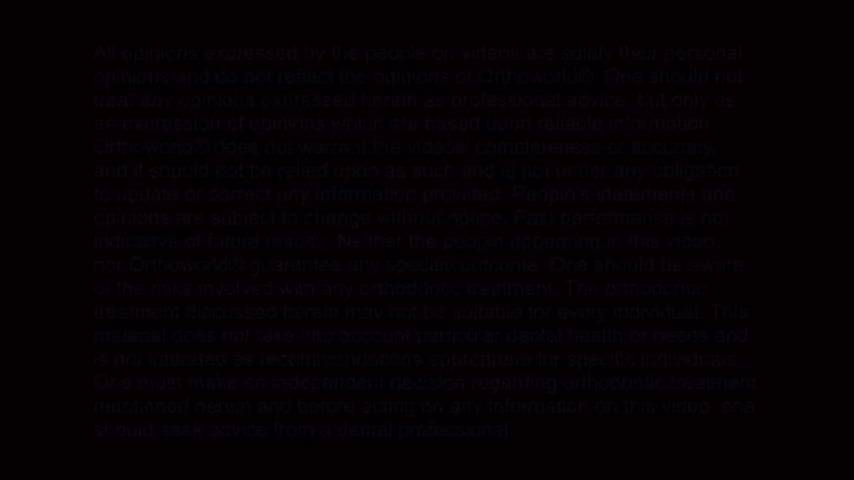 All opinions expressed by the people on videos are solely their personal
opinions and do not reflect the opinions of Orthoworld®. One should not
treat any opinions expressed herein as professional advice, but only as
an expression of opinions which are based upon reliable information.
Orthoworld® does not warrant the videos' completeness or accuracy,
and it should not be relied upon as such and is not under any obligation
to update or correct any information provided. People's statements and
opinions are subject to change without notice. Past performance is not
indicative of future results. Neither the people appearing in this video,
nor Orthoworld® guarantee any specific outcome. One should be aware
of the risks involved with any orthodontic treatment. The orthodontic
treatment discussed herein may not be suitable for every individual. This
material does not take into account particular dental health or needs and
is not intended as recommendations appropriate for specific individuals.
One must make an independent decision regarding orthodontic treatment
mentioned herein and before acting on any information on this video, one
should seek advice from a dental professional.